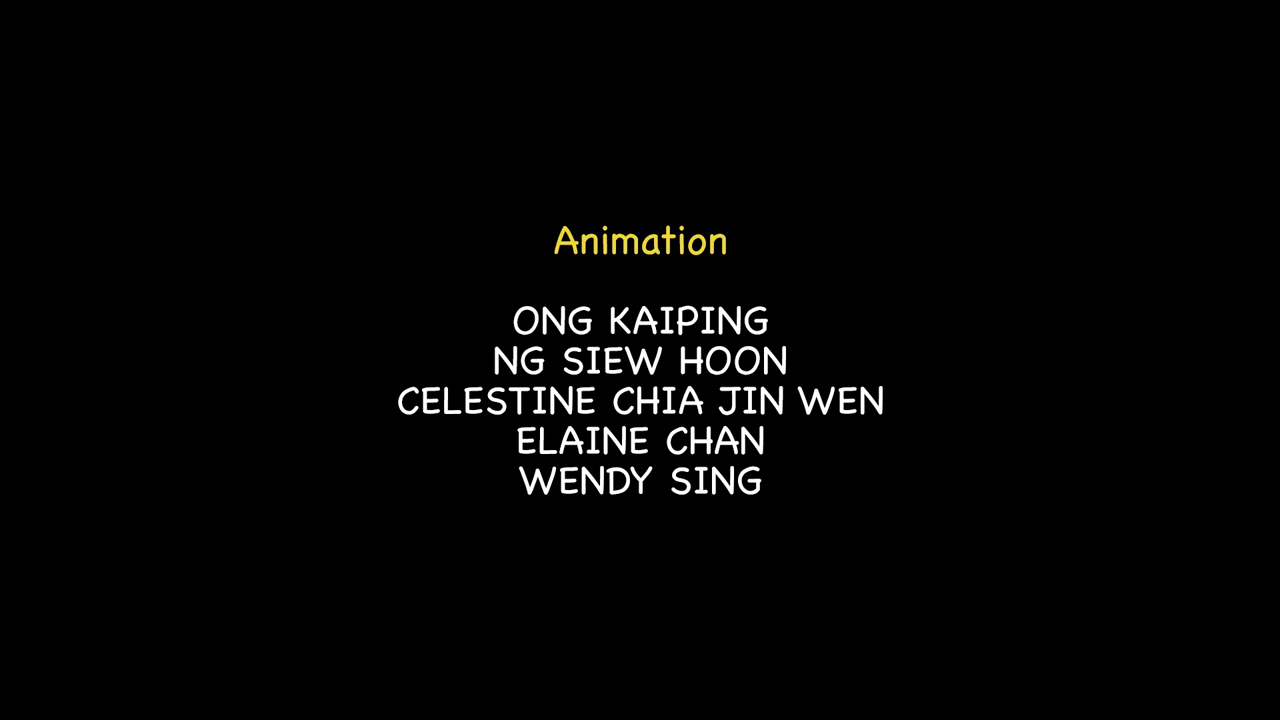 Animation
ONG KAIPING
NG SIEW HOON
CELESTINE CHIA JIN WEN
ELAINE CHAN
WENDY SING